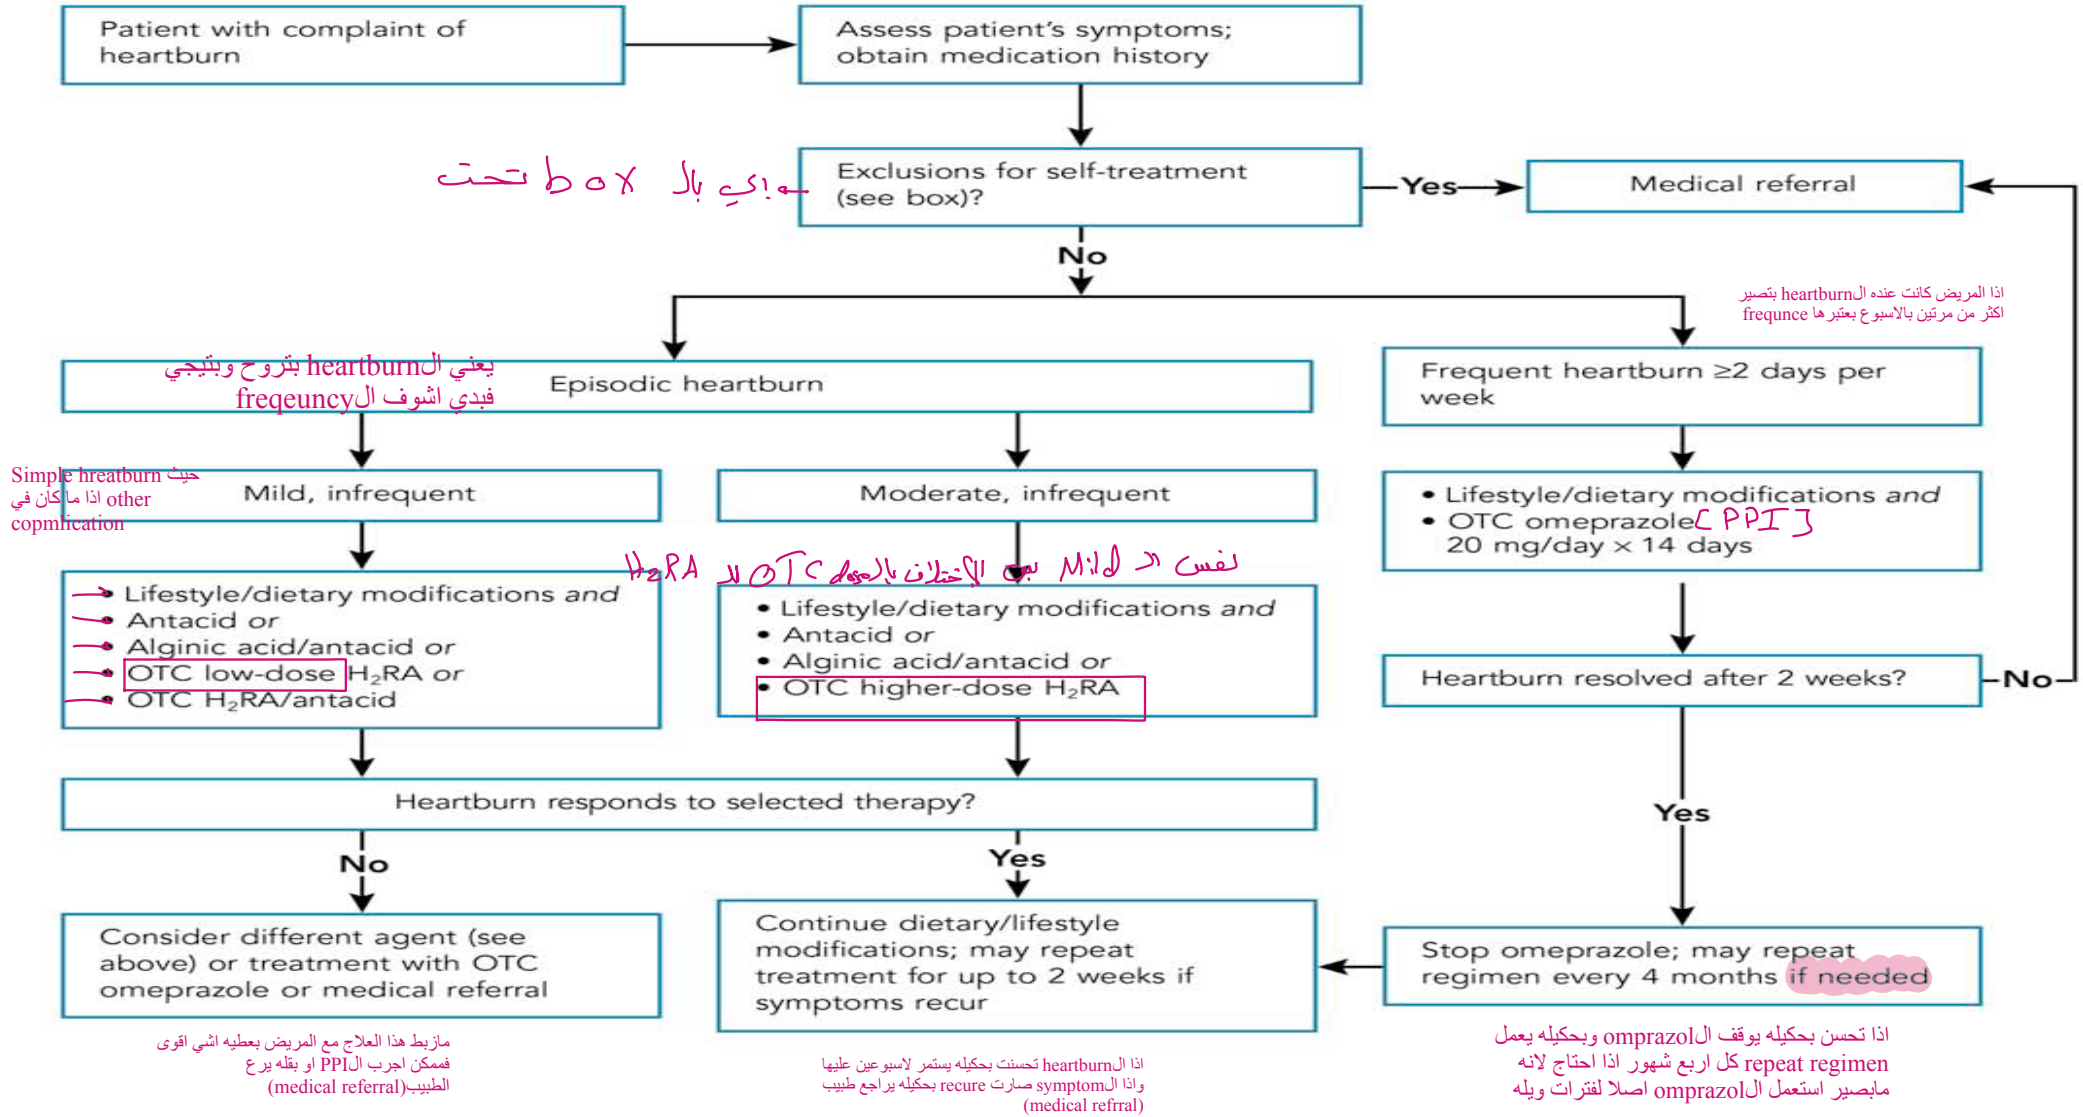 Patient with complaint of
heartburn
Assess patient's symptoms;
obtain medication history
Exclusions for self-treatment
(see box)?
بال box تحت
Yes
Medical referral
No
اذا المريض كانت عنده الheartburn بتصير
اكثر من مرتين بالاسبوع بعتبرها frequnce
Episodic heartburn
يعني الheartburn بتروح وبتيجي
فبدي اشوف الfreqeuncy
Frequent heartburn ≥2 days per
week
Mild, infrequent
Simple hreatburn حيث
اذا ما كان في other
copmlication
Moderate, infrequent
• Lifestyle/dietary modifications and
• OTC omeprazole [PPI]
20 mg/day × 14 days
نفس ال Mild بس الاختلاف بال dose لل OTC H₂RA
• Lifestyle/dietary modifications and
• Antacid or
• Alginic acid/antacid or
• OTC low-dose H₂RA or
• OTC H₂RA/antacid
• Lifestyle/dietary modifications and
• Antacid or
• Alginic acid/antacid or
• OTC higher-dose H₂RA
Heartburn resolved after 2 weeks?
No
Heartburn responds to selected therapy?
Yes
No
Yes
Consider different agent (see
above) or treatment with OTC
omeprazole or medical referral
Continue dietary/lifestyle
modifications; may repeat
treatment for up to 2 weeks if
symptoms recur
Stop omeprazole; may repeat
regimen every 4 months if needed
مازبط هذا العلاج مع المريض بعطيه اشي اقوى
فممكن اجرب الPPI او بقله يرع
الطبيب(medical referral)
اذا الheartburn تحسنت بحكيله يستمر لاسبوعين عليها
واذا الsymptom صارت recure بحكيله يراجع طبيب
(medical refrral)
اذا تحسن بحكيله يوقف الomprazol وبحكيله يعمل
repeat regimen كل اربع شهور اذا احتاج لانه
مابصير استعمل الomprazol اصلا لفترات ويله